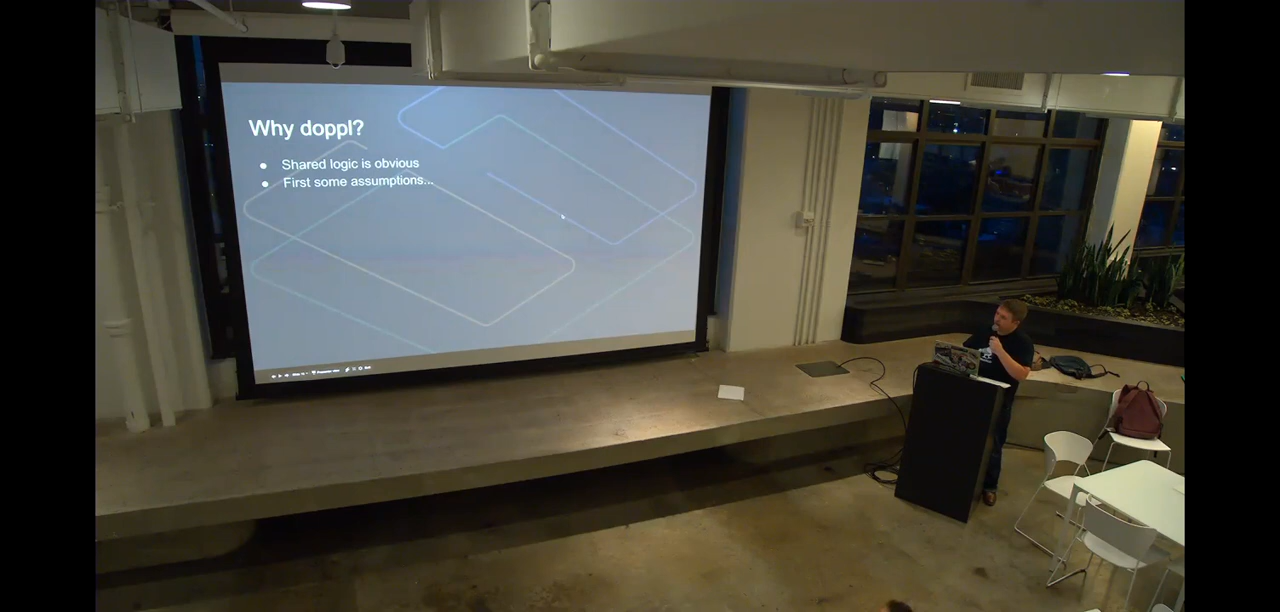 Why doppl?
● Shared logic is obvious
● First some assumptions...